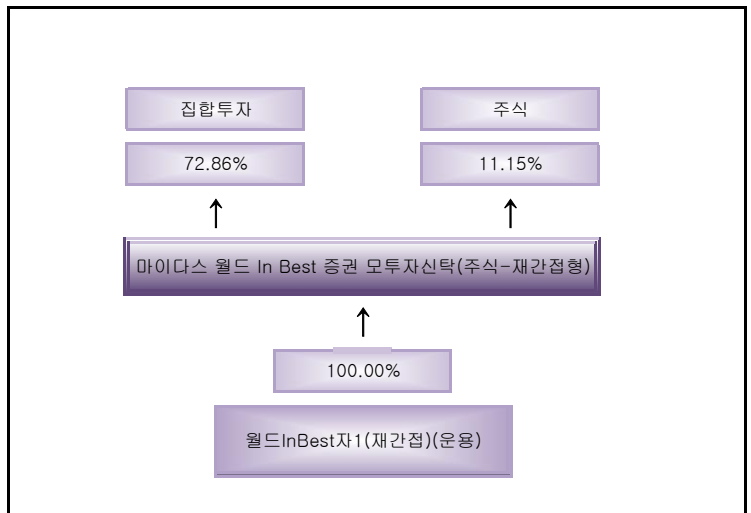 집합투자
주식
72.86%
11.15%
마이다스 월드 In Best 증권 모투자신탁(주식-재간접형)
100.00%
월드InBest자1(재간접)(운용)